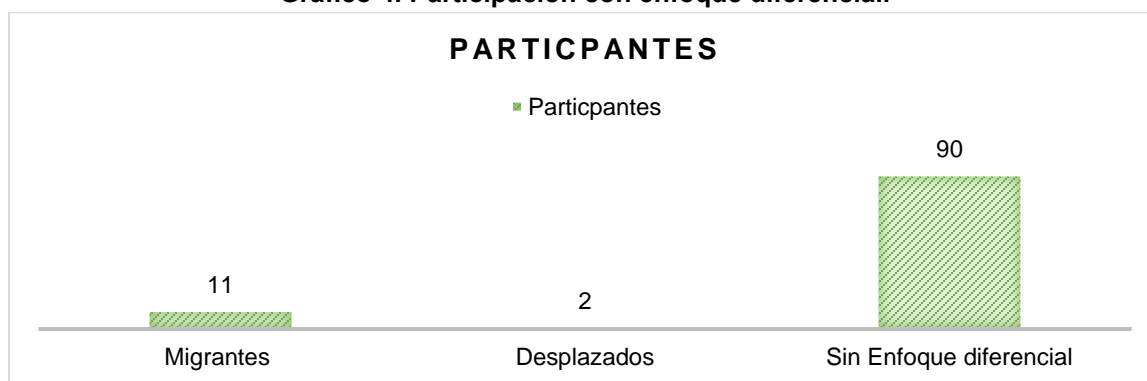 PARTICPANTES
Particpantes
90
11
2
Migrantes Desplazados Sin Enfoque diferencial